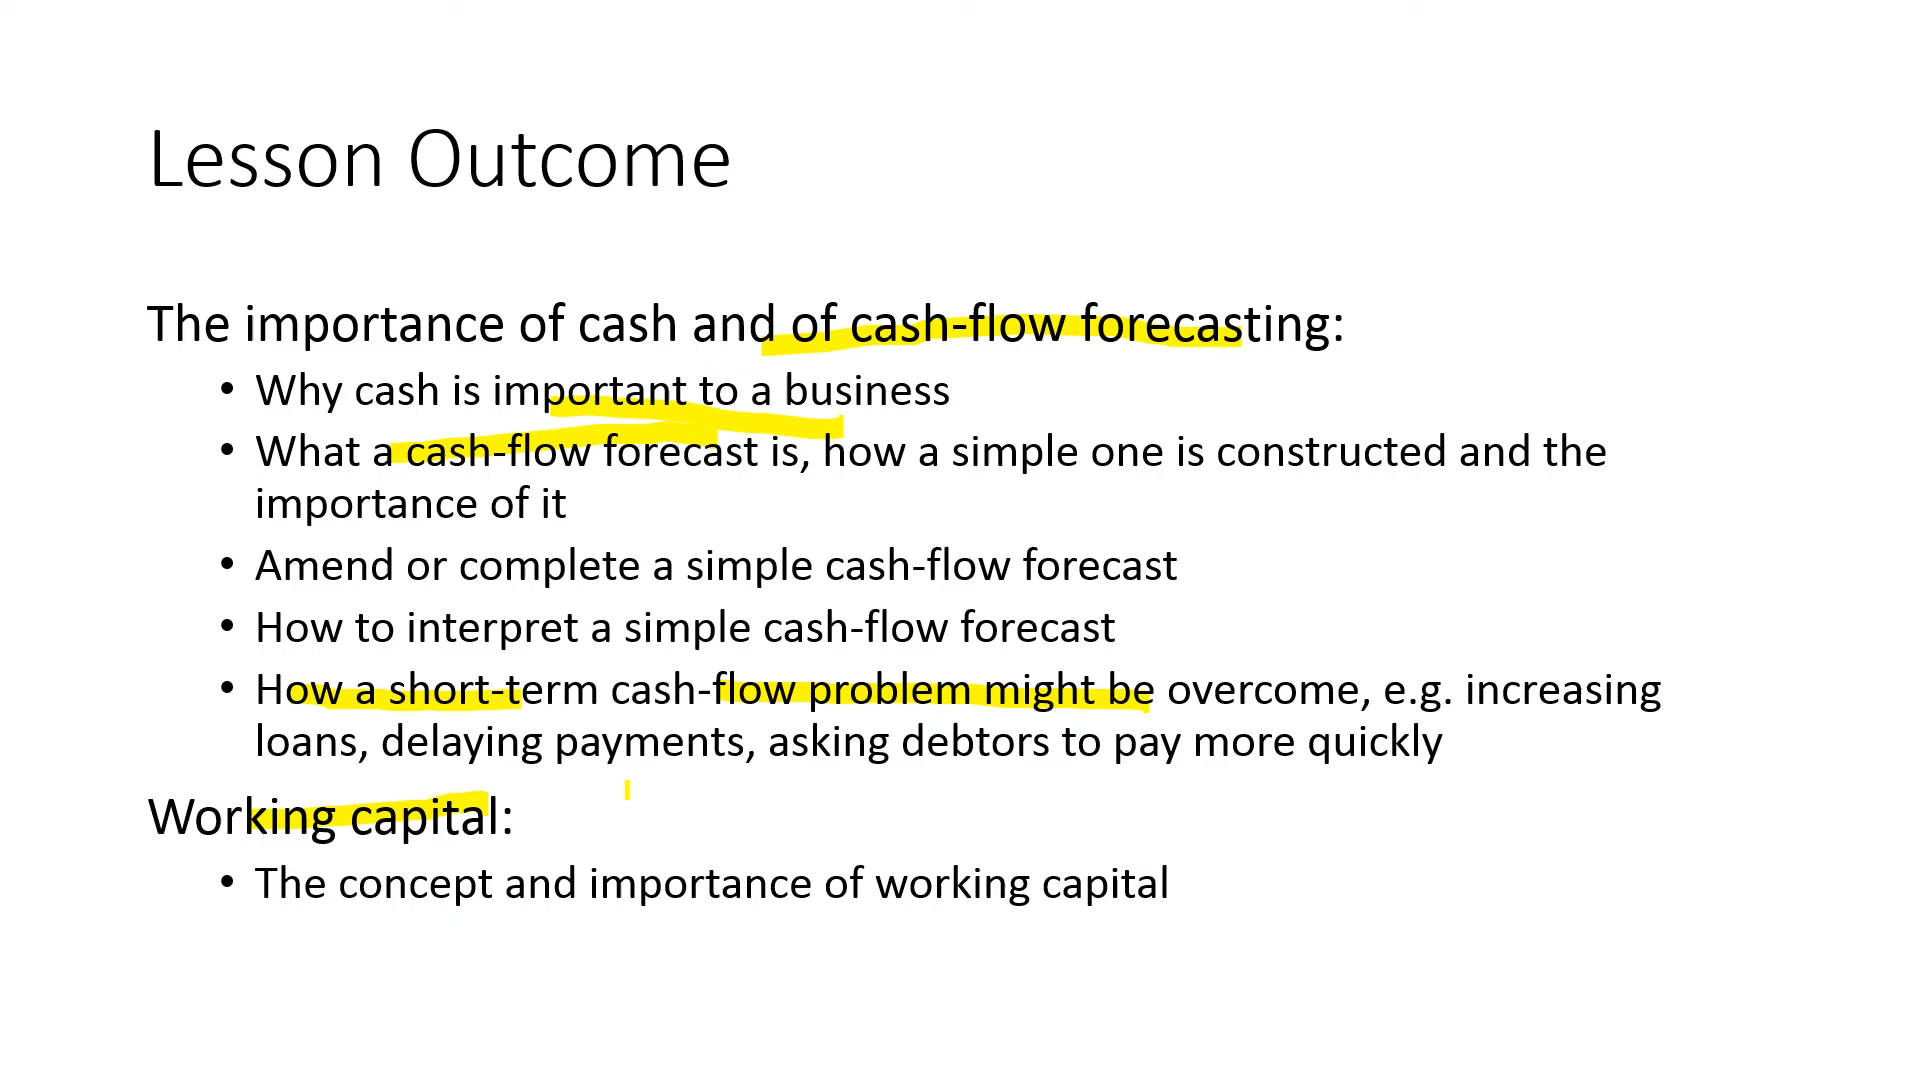 Lesson Outcome
The importance of cash and of cash-flow forecasting:
• Why cash is important to a business
• What a cash-flow forecast is, how a simple one is constructed and the
importance of it
• Amend or complete a simple cash-flow forecast
• How to interpret a simple cash-flow forecast
• How a short-term cash-flow problem might be overcome, e.g. increasing
loans, delaying payments, asking debtors to pay more quickly
Working capital:
• The concept and importance of working capital